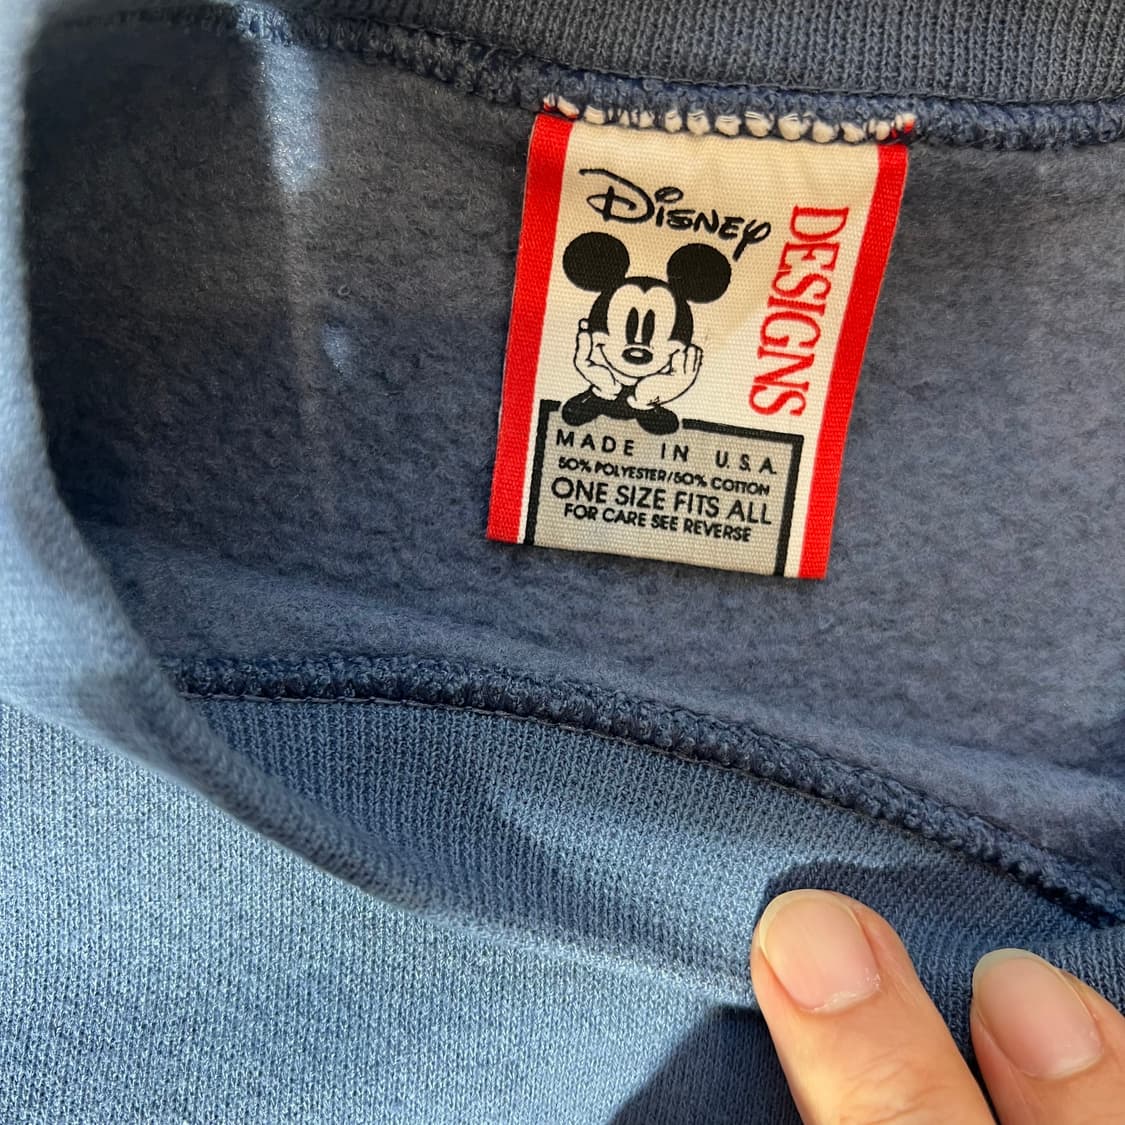 Disney
DESIGNS
MADE IN U.S.A.
50% POLYESTER/50% COTTON
ONE SIZE FITS ALL
FOR CARE SEE REVERSE